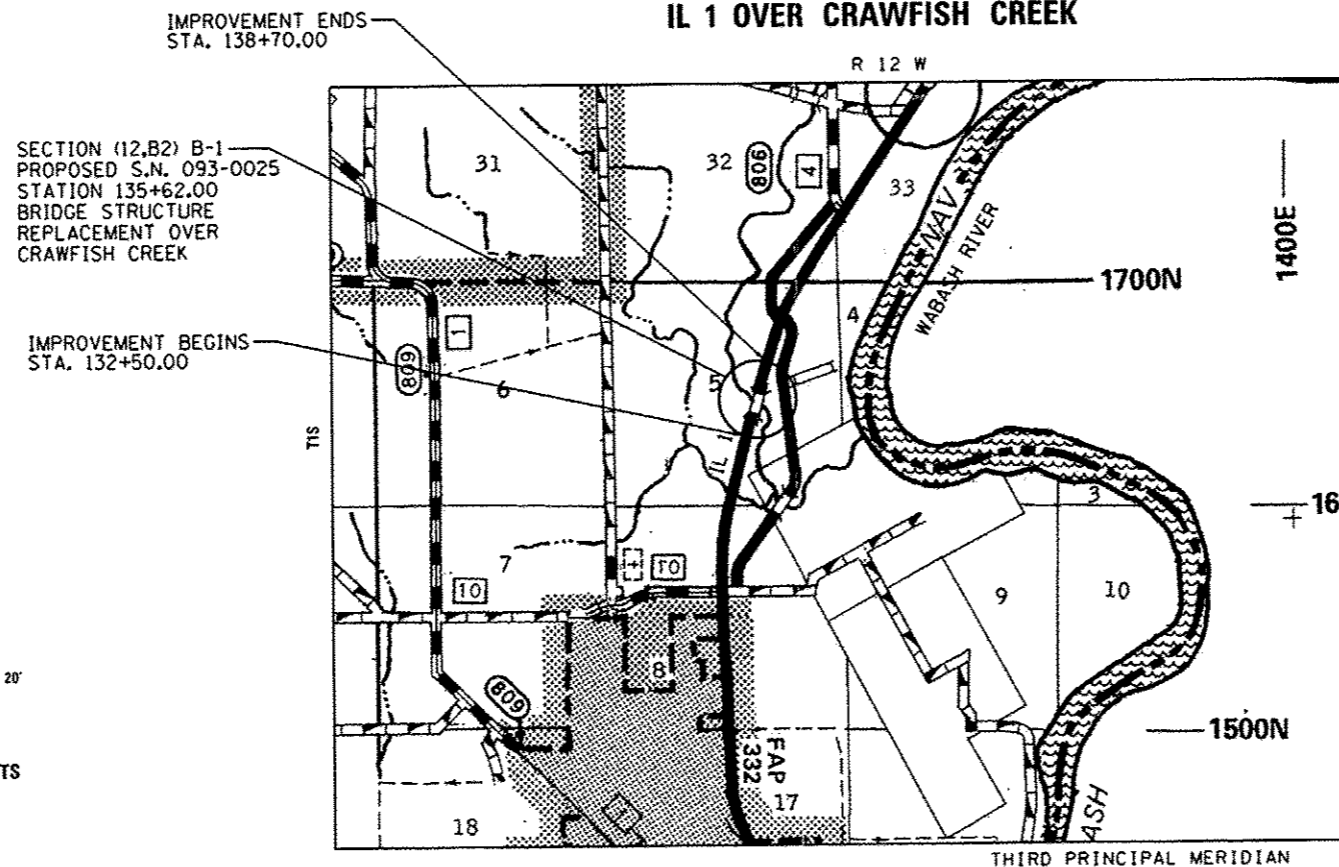 IL 1 OVER CRAWFISH CREEK
IMPROVEMENT ENDS
STA. 138+70.00
R 12 W
SECTION (12,B2) B-1
PROPOSED S.N. 093-0025
STATION 135+62.00
BRIDGE STRUCTURE
REPLACEMENT OVER
CRAWFISH CREEK
31
32
806
4
33
NAV
WABASH RIVER
1400E
1700N
IMPROVEMENT BEGINS
STA. 132+50.00
1
809
6
5
4
T1S
IL 1
3
16
7
1
10
10
9
10
8
20'
809
1500N
TS
FAP
332
17
18
ASH
THIRD PRINCIPAL MERIDIAN